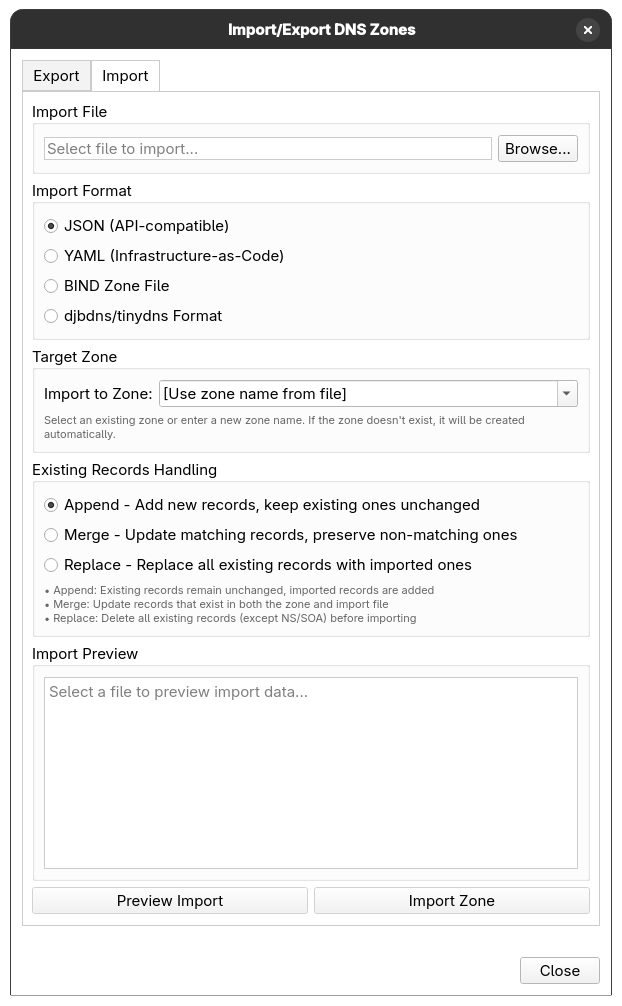 Import/Export DNS Zones
Export
Import
Import File
Select file to import...
Browse...
Import Format
JSON (API-compatible)
YAML (Infrastructure-as-Code)
BIND Zone File
djbdns/tinydns Format
Target Zone
Import to Zone:
[Use zone name from file]
Select an existing zone or enter a new zone name. If the zone doesn't exist, it will be created
automatically.
Existing Records Handling
Append - Add new records, keep existing ones unchanged
Merge - Update matching records, preserve non-matching ones
Replace - Replace all existing records with imported ones
• Append: Existing records remain unchanged, imported records are added
• Merge: Update records that exist in both the zone and import file
• Replace: Delete all existing records (except NS/SOA) before importing
Import Preview
Select a file to preview import data...
Preview Import
Import Zone
Close